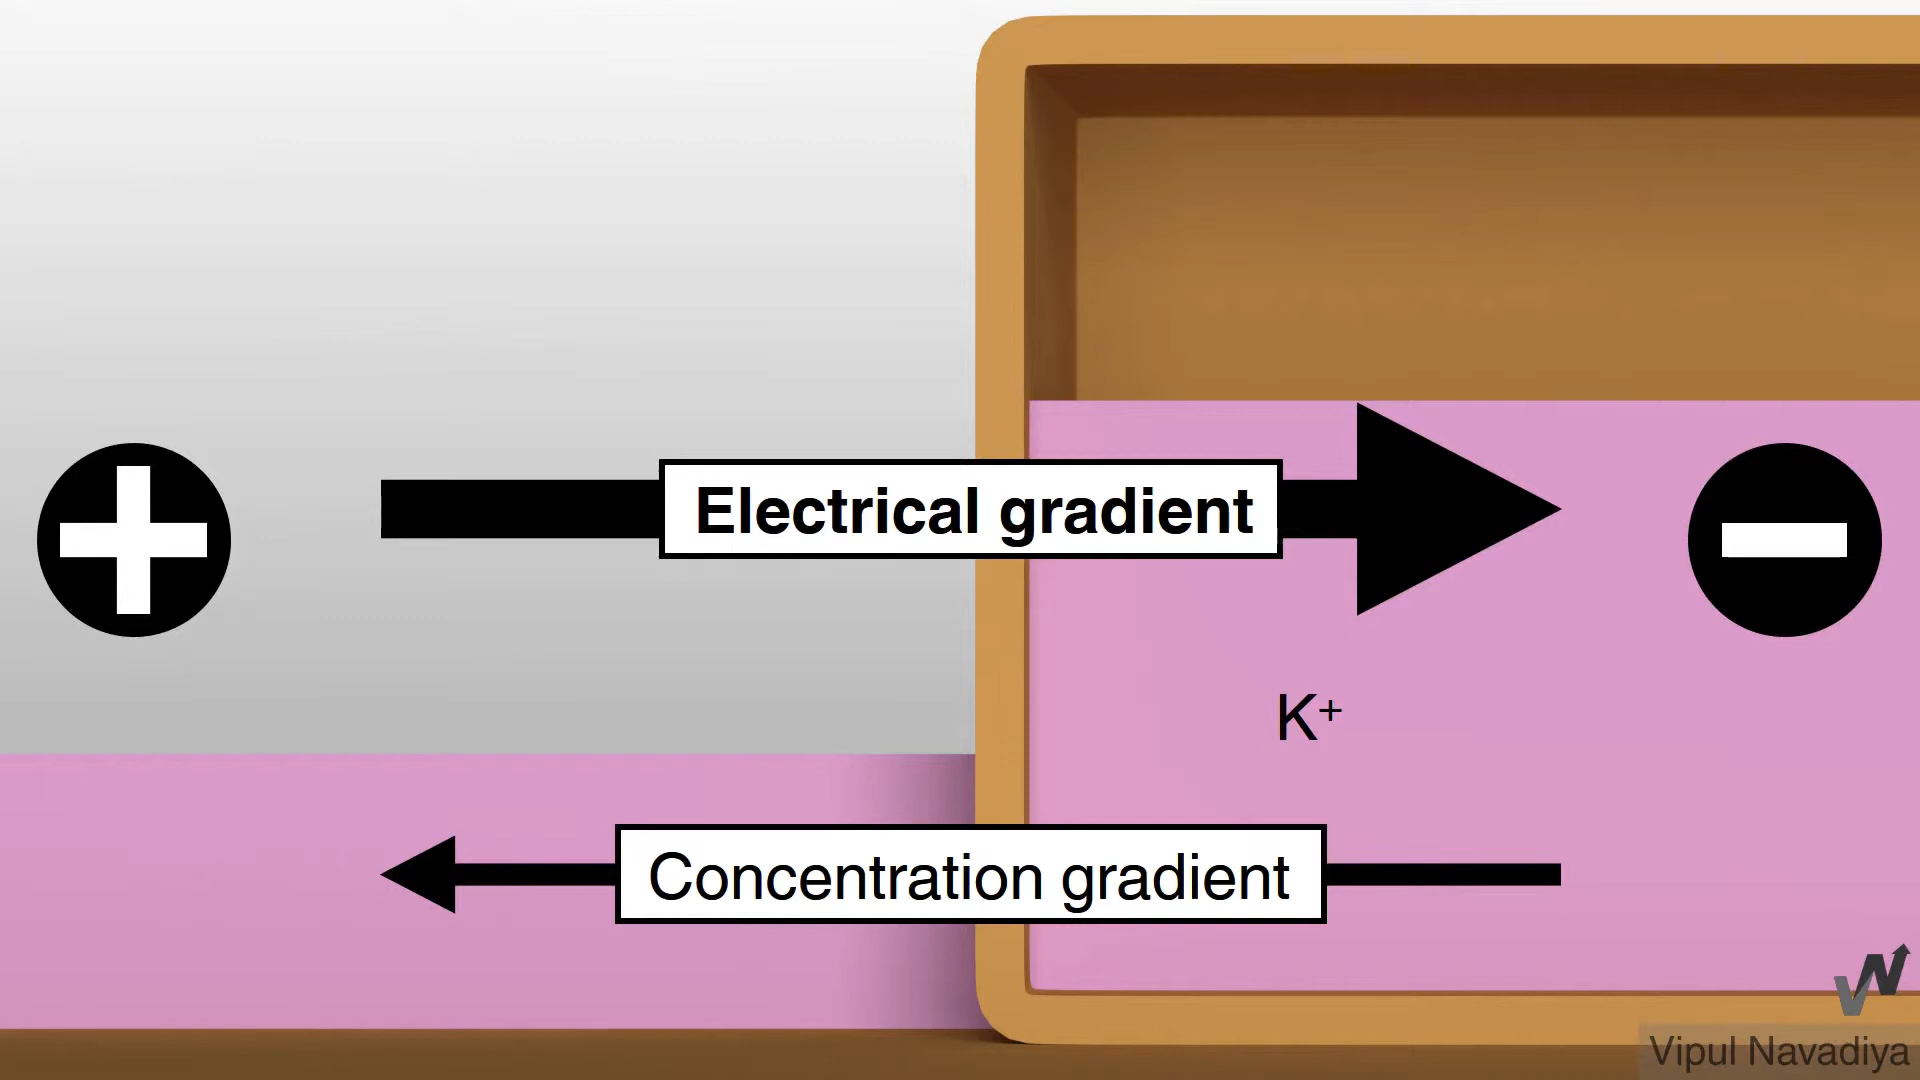 Electrical gradient
K⁺
Concentration gradient
Vipul Navadiya